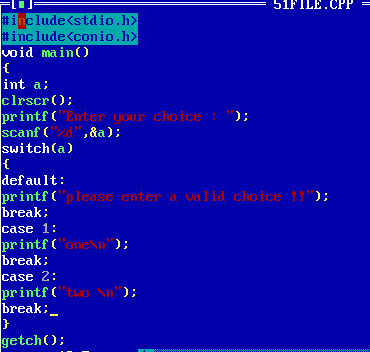 51FILE.CPP
#include<stdio.h>
#include<conio.h>
void main()
{
int a;
clrscr();
printf("Enter your choice : ");
scanf("%d",&a);
switch(a)
{
default:
printf("please enter a valid choice !!");
break;
case 1:
printf("one\n");
break;
case 2:
printf("two \n");
break;_
}
getch();